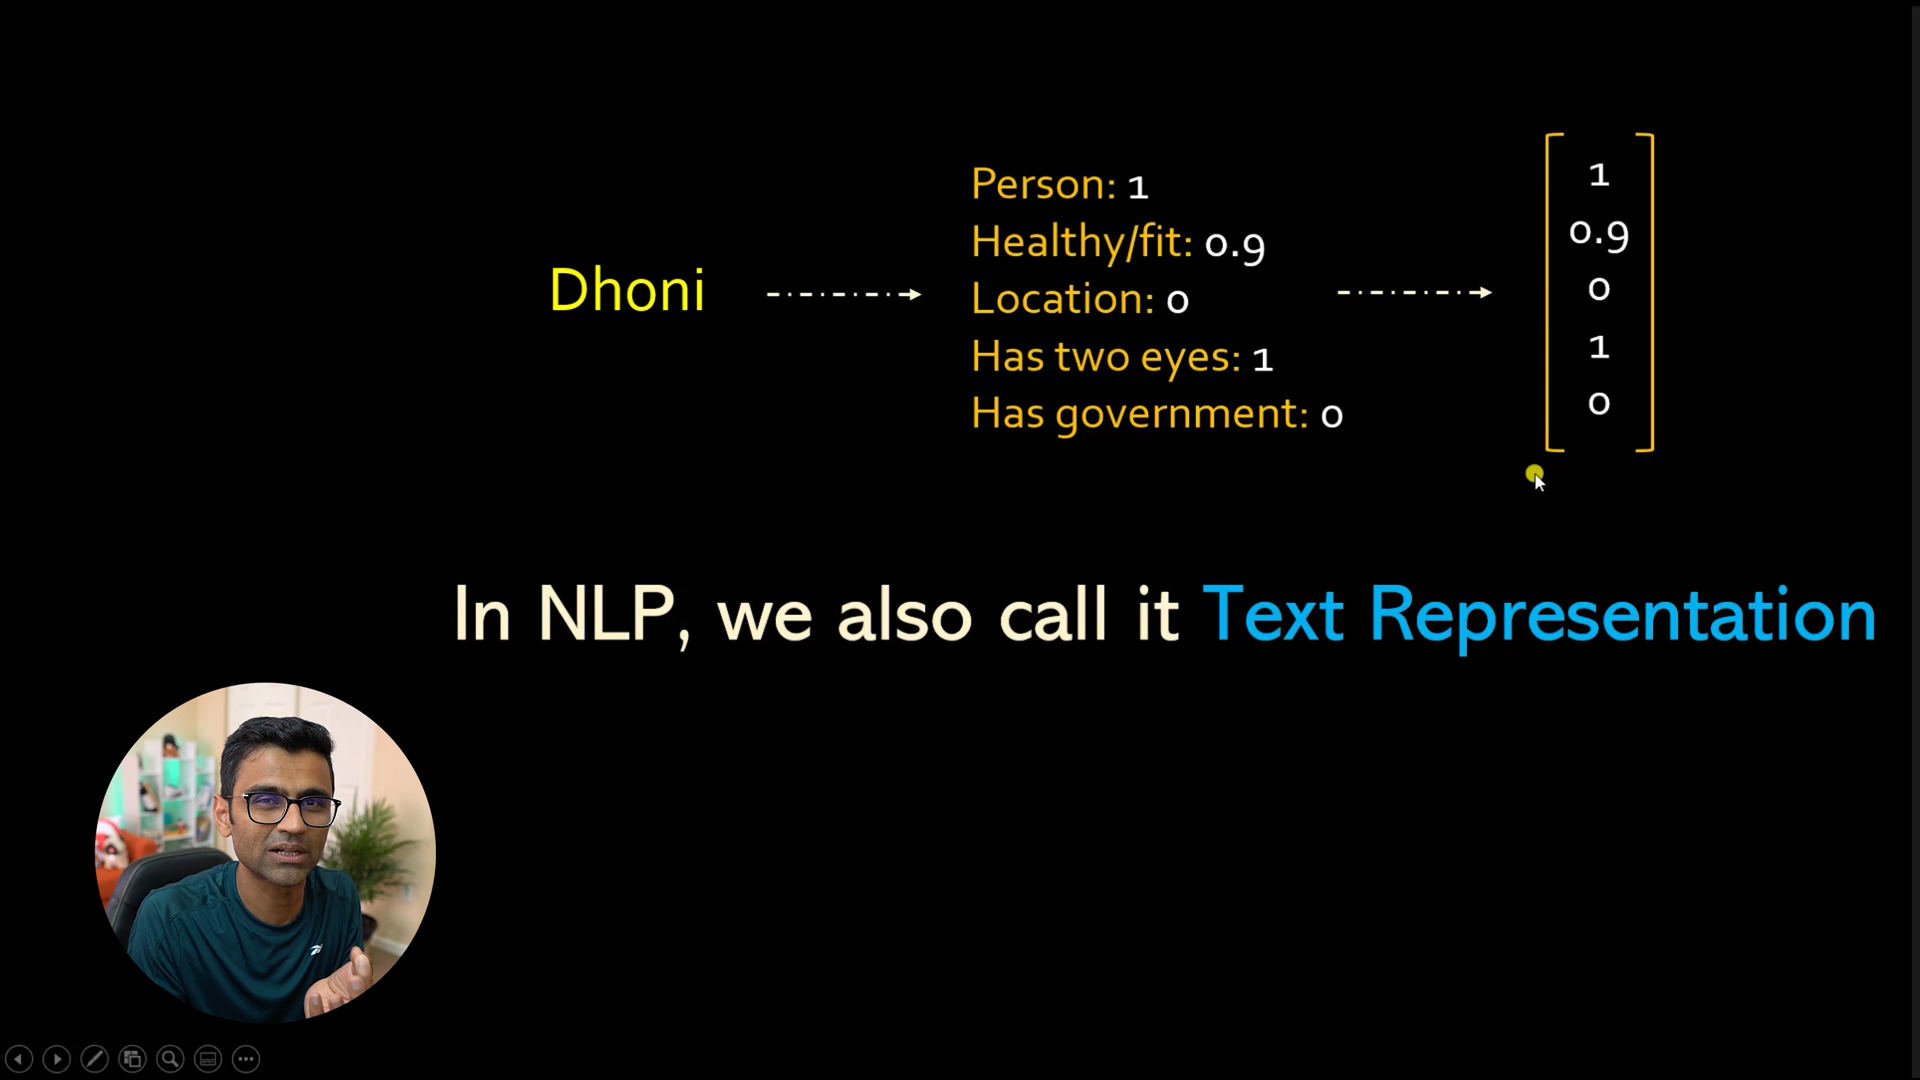 Dhoni
Person: 1
Healthy/fit: 0.9
Location: 0
Has two eyes: 1
Has government: 0
1
0.9
0
1
0
In NLP, we also call it Text Representation